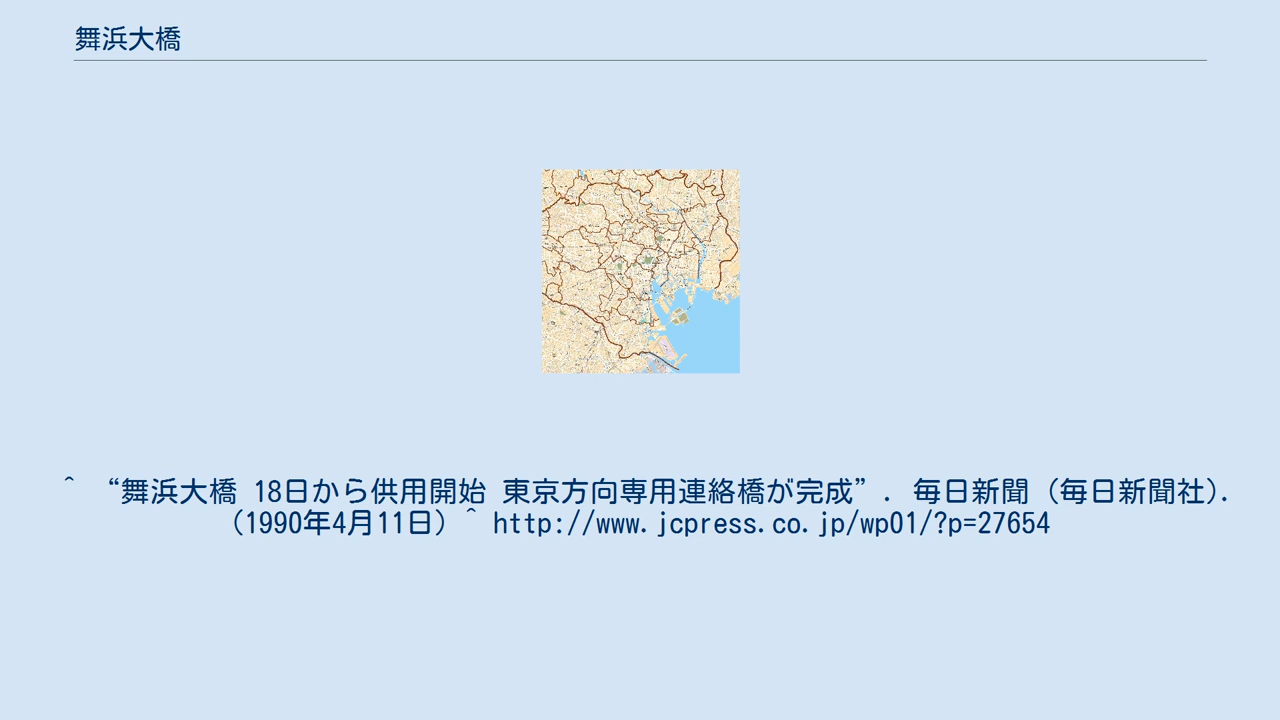 舞浜大橋
^ “舞浜大橋 18日から供用開始 東京方向専用連絡橋が完成”. 毎日新聞 (毎日新聞社).
(1990年4月11日) ^ http://www.jcpress.co.jp/wp01/?p=27654